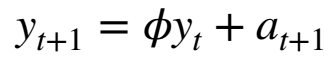 y_{t+1} = ϕy_t + a_{t+1}